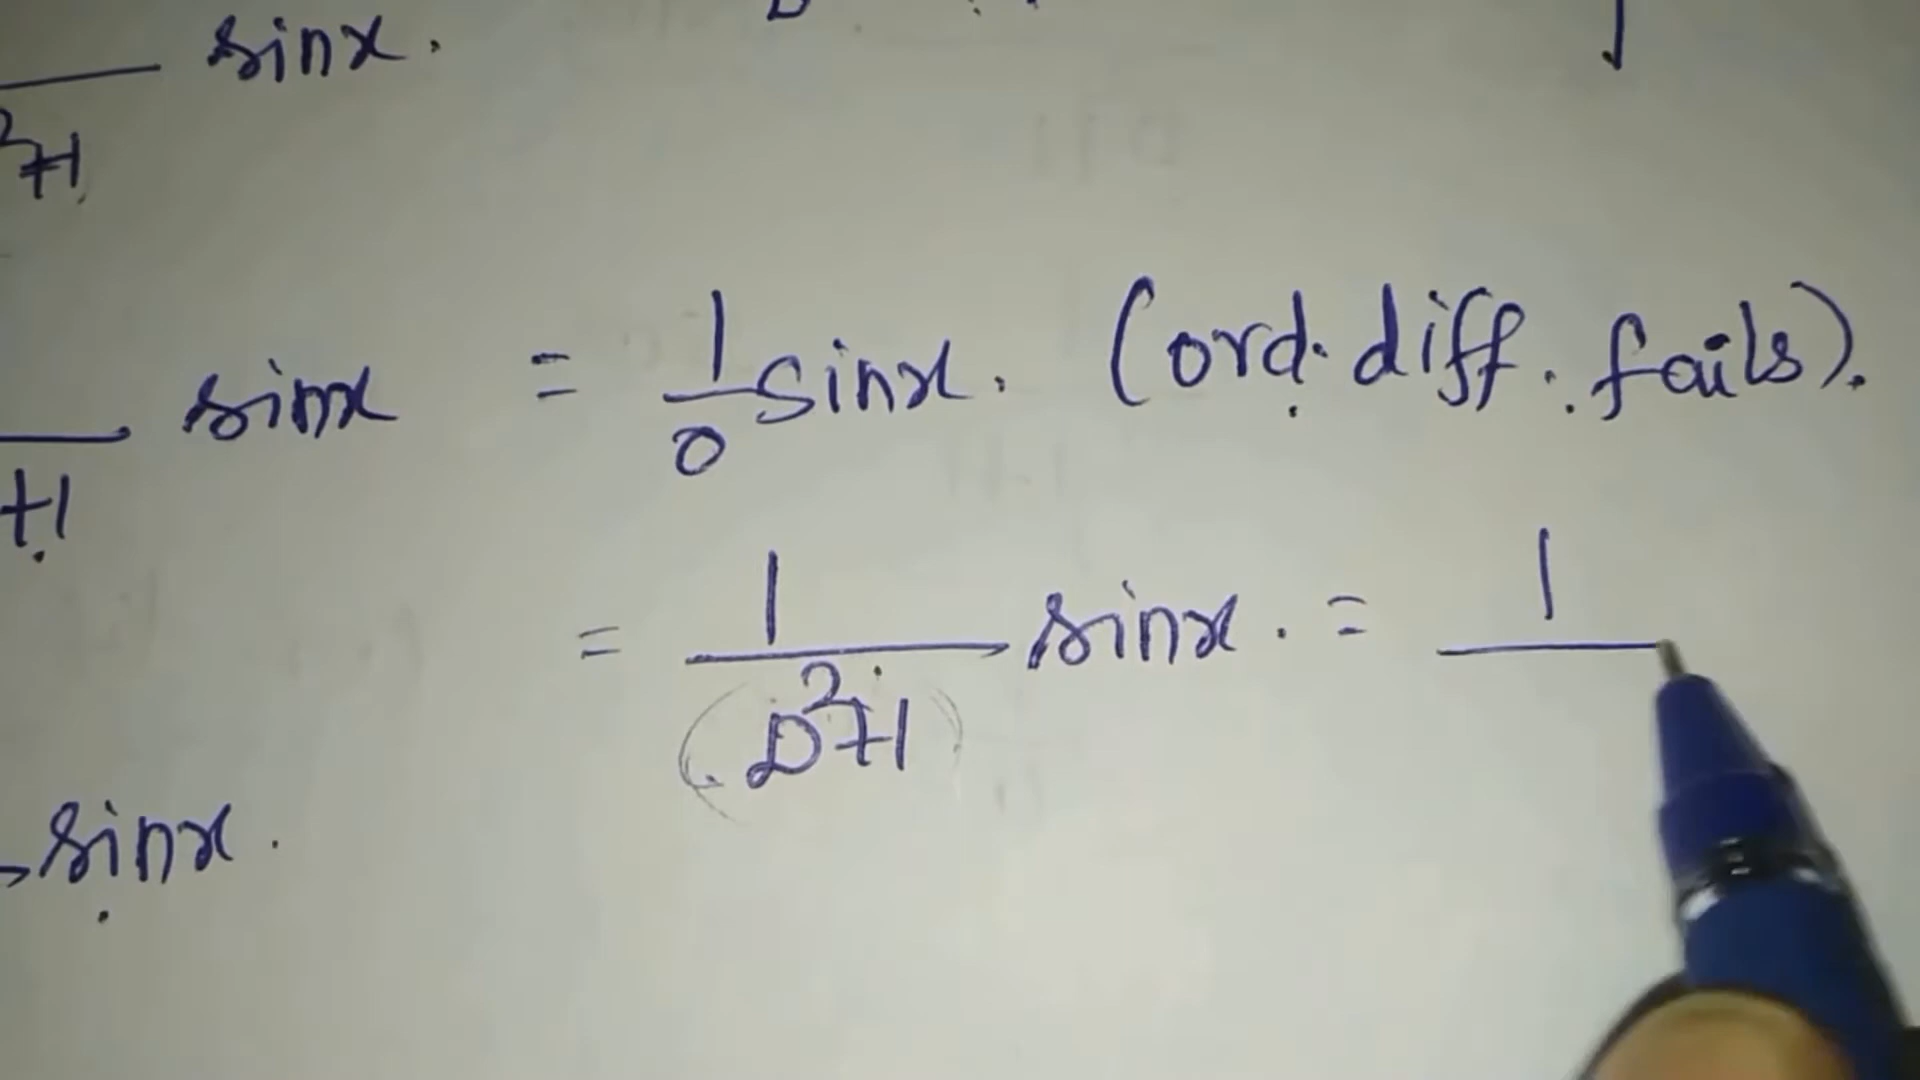 sinx.
²+1
sinx = 1/0 sinx. (ord. diff. fails).
+1
= 1/(D²+1) sinx. = 1/
sinx.